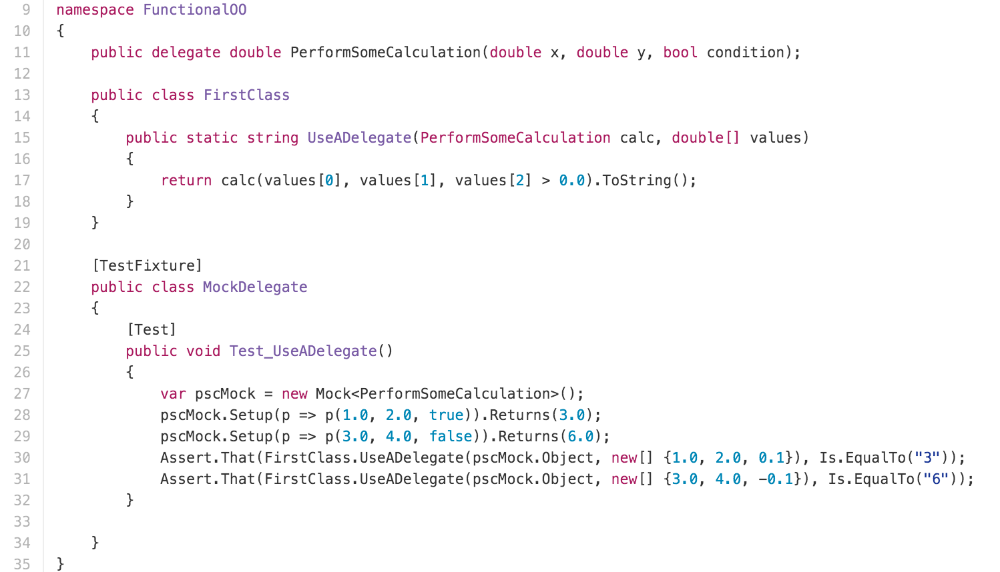 9 namespace FunctionalOO
10 {
11 public delegate double PerformSomeCalculation(double x, double y, bool condition);
12
13 public class FirstClass
14 {
15 public static string UseADelegate(PerformSomeCalculation calc, double[] values)
16 {
17 return calc(values[0], values[1], values[2] > 0.0).ToString();
18 }
19 }
20
21 [TestFixture]
22 public class MockDelegate
23 {
24 [Test]
25 public void Test_UseADelegate()
26 {
27 var pscMock = new Mock<PerformSomeCalculation>();
28 pscMock.Setup(p => p(1.0, 2.0, true)).Returns(3.0);
29 pscMock.Setup(p => p(3.0, 4.0, false)).Returns(6.0);
30 Assert.That(FirstClass.UseADelegate(pscMock.Object, new[] {1.0, 2.0, 0.1}), Is.EqualTo("3"));
31 Assert.That(FirstClass.UseADelegate(pscMock.Object, new[] {3.0, 4.0, -0.1}), Is.EqualTo("6"));
32 }
33
34 }
35 }